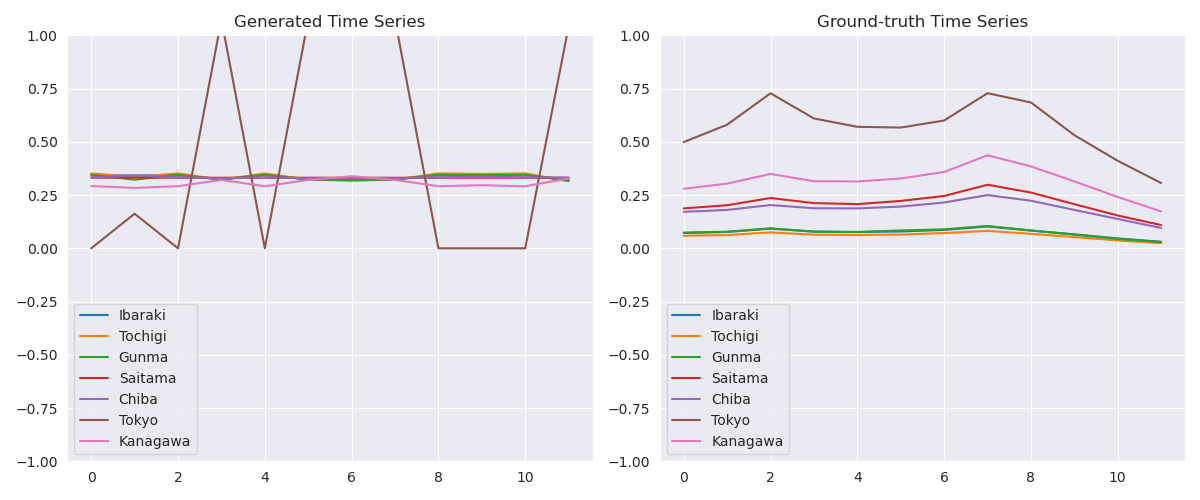 Generated Time Series
1.00
0.75
0.50
0.25
0.00
−0.25
−0.50
−0.75
−1.00
Ibaraki
Tochigi
Gunma
Saitama
Chiba
Tokyo
Kanagawa
0 2 4 6 8 10
Ground-truth Time Series
1.00
0.75
0.50
0.25
0.00
−0.25
−0.50
−0.75
−1.00
Ibaraki
Tochigi
Gunma
Saitama
Chiba
Tokyo
Kanagawa
0 2 4 6 8 10